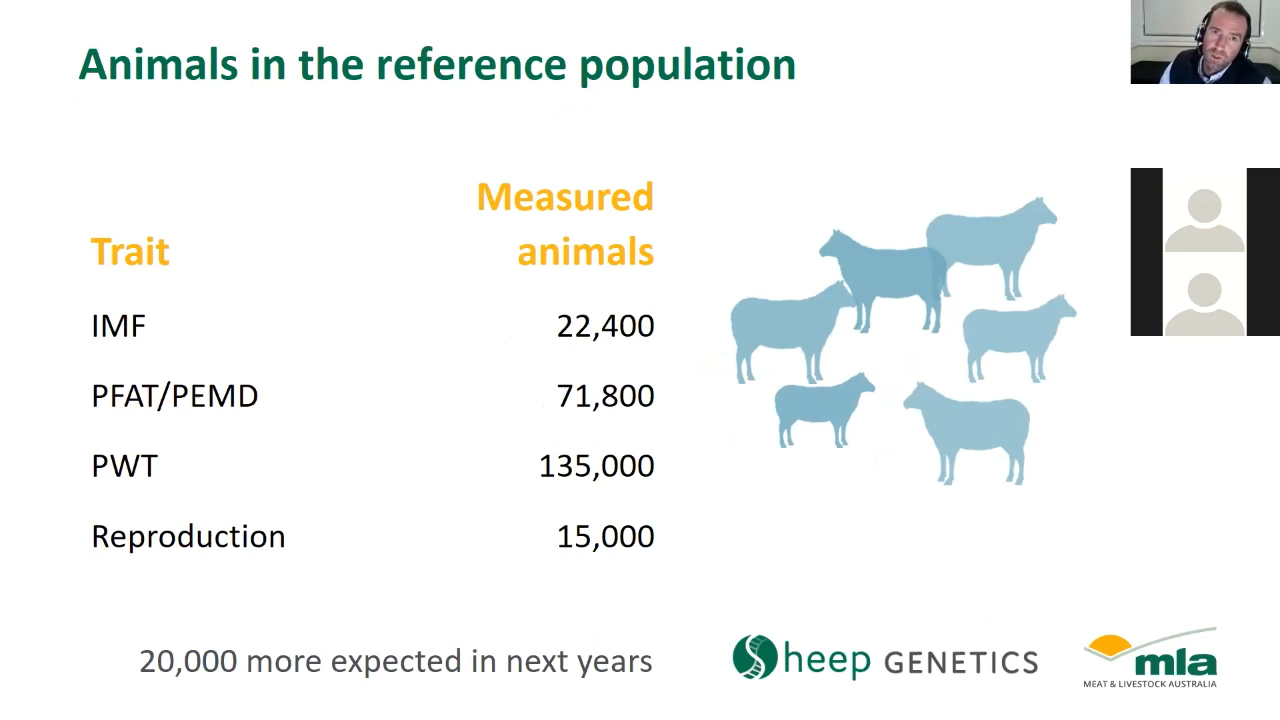 Animals in the reference population
Trait Measured animals
IMF 22,400
PFAT/PEMD 71,800
PWT 135,000
Reproduction 15,000
20,000 more expected in next years
Sheep GENETICS
mla
MEAT & LIVESTOCK AUSTRALIA